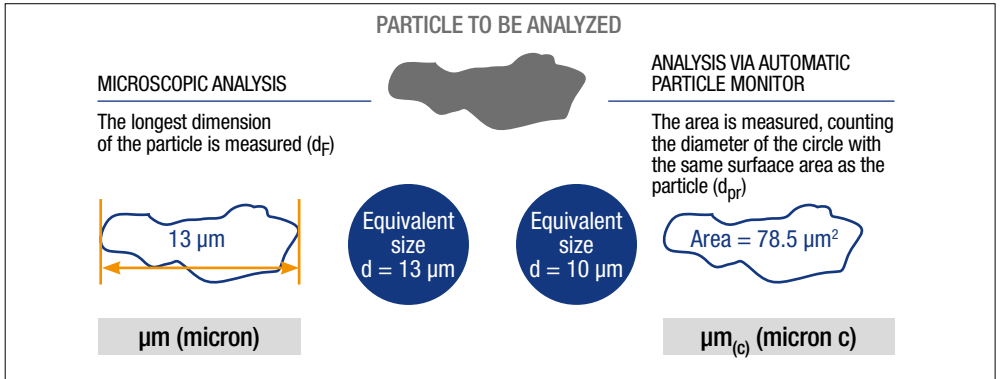 PARTICLE TO BE ANALYZED
MICROSCOPIC ANALYSIS
The longest dimension
of the particle is measured (dF)
13 µm
µm (micron)
Equivalent
size
d = 13 µm
Equivalent
size
d = 10 µm
ANALYSIS VIA AUTOMATIC
PARTICLE MONITOR
The area is measured, counting
the diameter of the circle with
the same surfaace area as the
particle (dpr)
Area = 78.5 µm²
µm(c) (micron c)